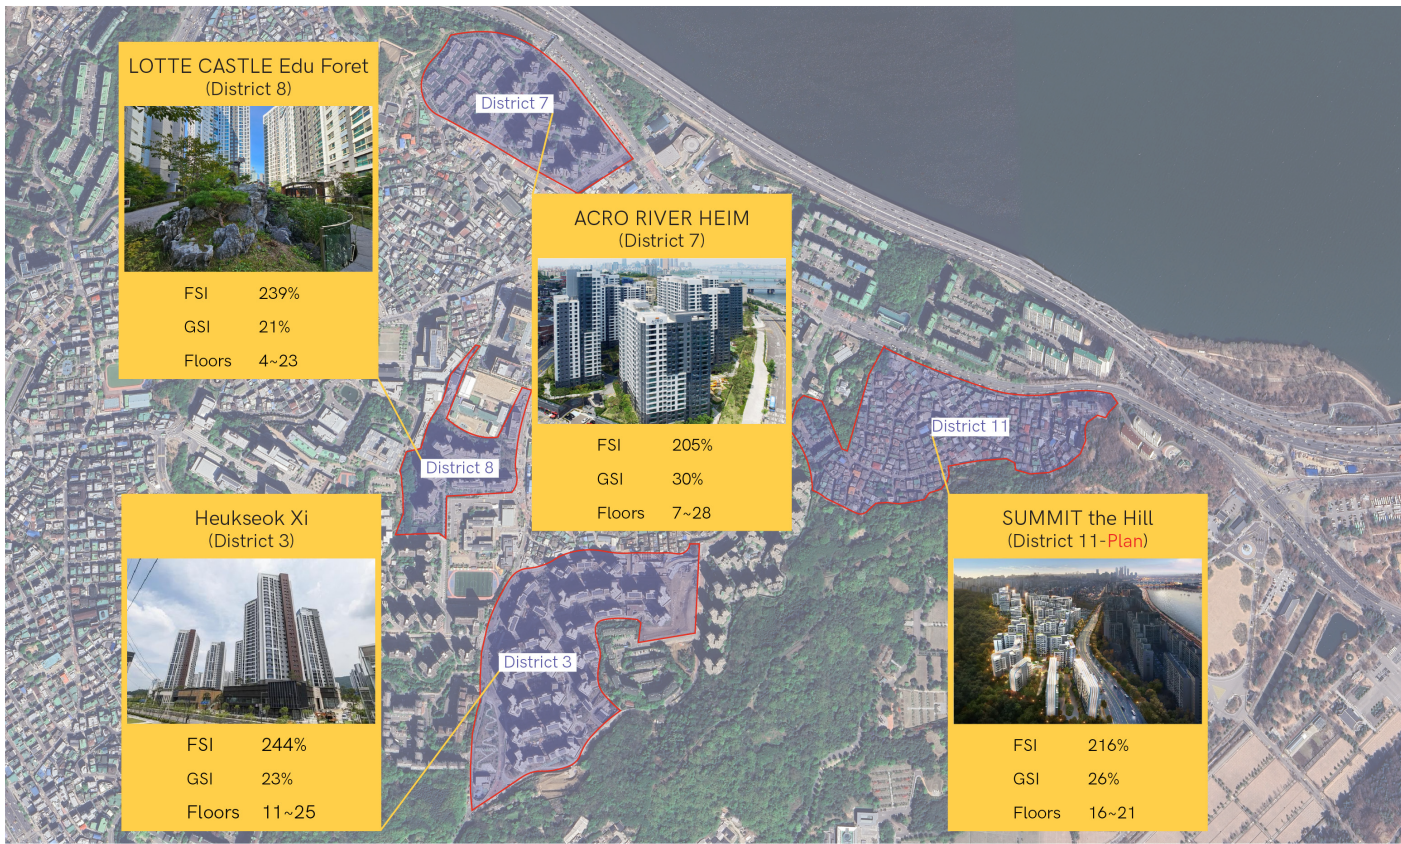 LOTTE CASTLE Edu Foret
(District 8)
FSI 239%
GSI 21%
Floors 4~23
District 7
ACRO RIVER HEIM
(District 7)
FSI 205%
GSI 30%
Floors 7~28
District 8
District 11
Heukseok Xi
(District 3)
FSI 244%
GSI 23%
Floors 11~25
District 3
SUMMIT the Hill
(District 11-Plan)
FSI 216%
GSI 26%
Floors 16~21